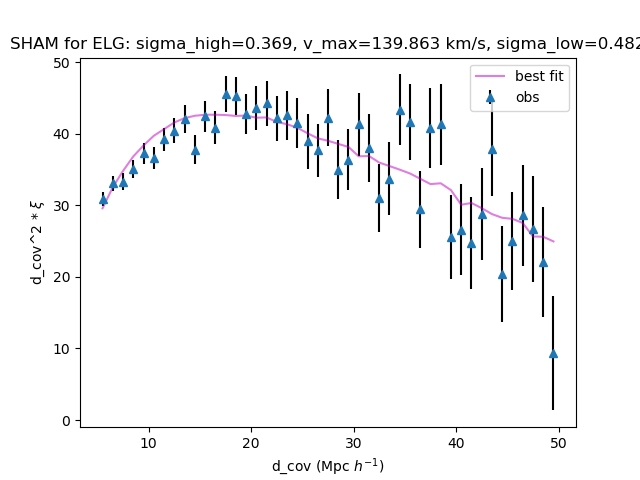 SHAM for ELG: sigma_high=0.369, v_max=139.863 km/s, sigma_low=0.482
best fit
obs
d_cov^2 * ξ
50
40
30
20
10
0
10
20
30
40
50
d_cov (Mpc h⁻¹)